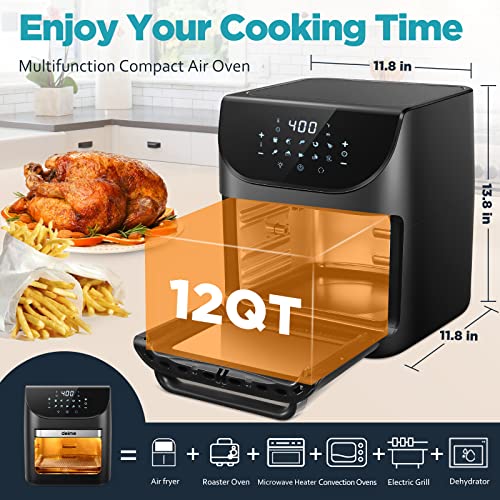 Enjoy Your Cooking Time
Multifunction Compact Air Oven
11.8 in
400
13.8 in
12QT
11.8 in
400
deime
= Air fryer + Roaster Oven + Microwave Heater + Convection Ovens + Electric Grill + Dehydrator